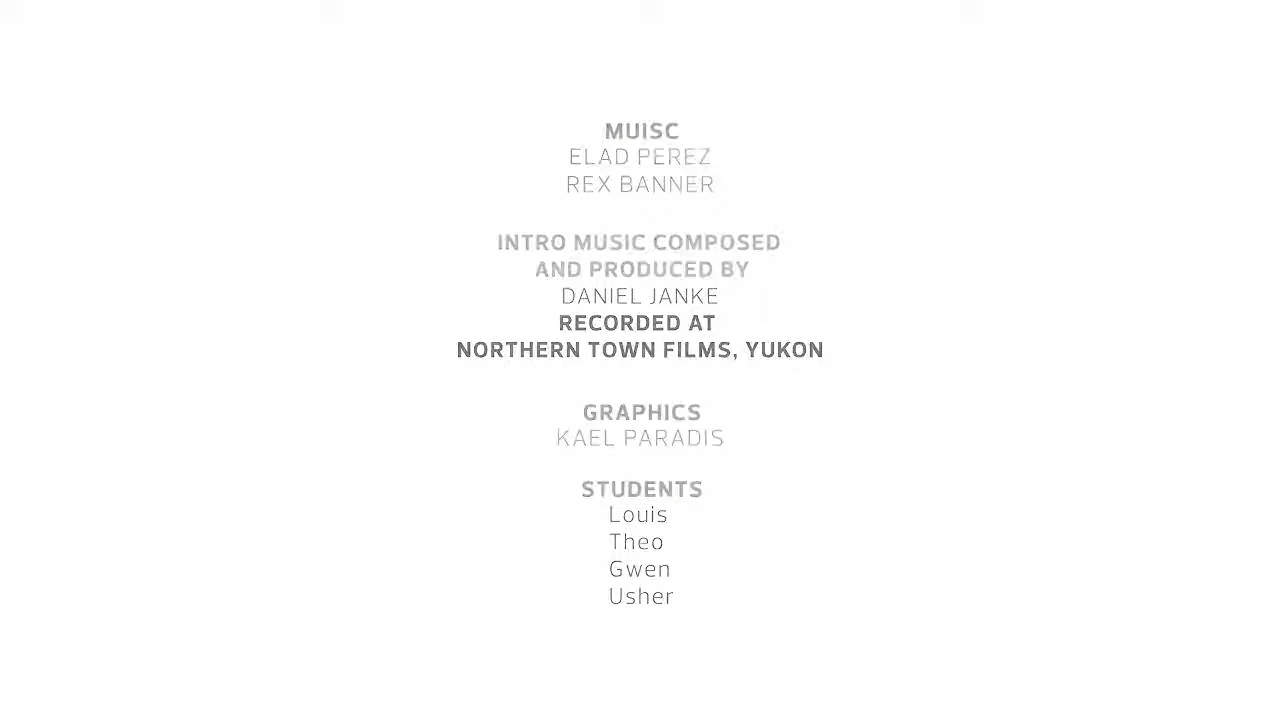 MUISC
ELAD PEREZ
REX BANNER
INTRO MUSIC COMPOSED
AND PRODUCED BY
DANIEL JANKE
RECORDED AT
NORTHERN TOWN FILMS, YUKON
GRAPHICS
KAEL PARADIS
STUDENTS
Louis
Theo
Gwen
Usher